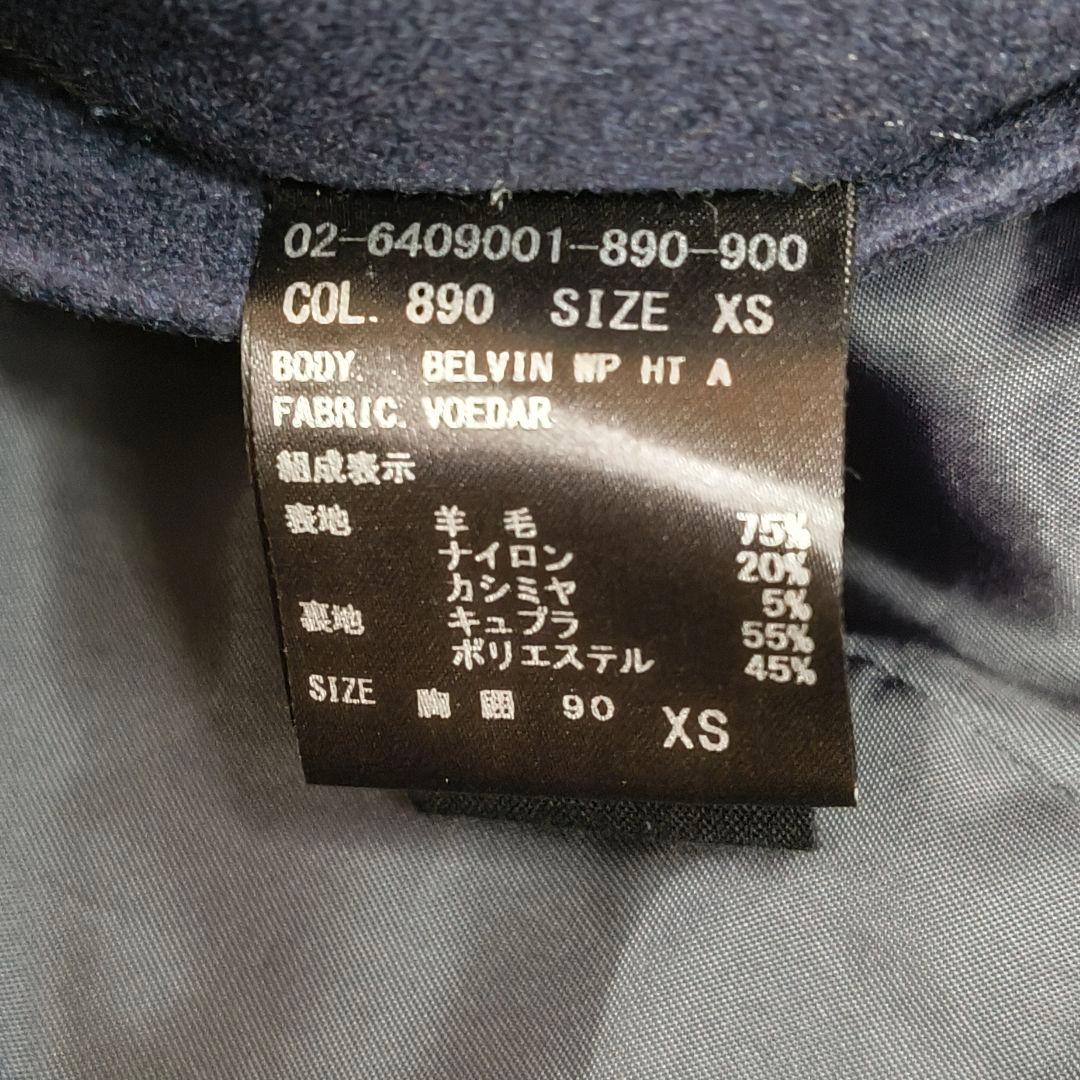 02-6409001-890-900
COL. 890 SIZE XS
BODY. BELVIN WP HT A
FABRIC. VOEDAR
組成表示
表地 羊 毛 75%
ナイロン 20%
カシミヤ 5%
裏地 キュプラ 55%
ポリエステル 45%
SIZE 胸 囲 90 XS